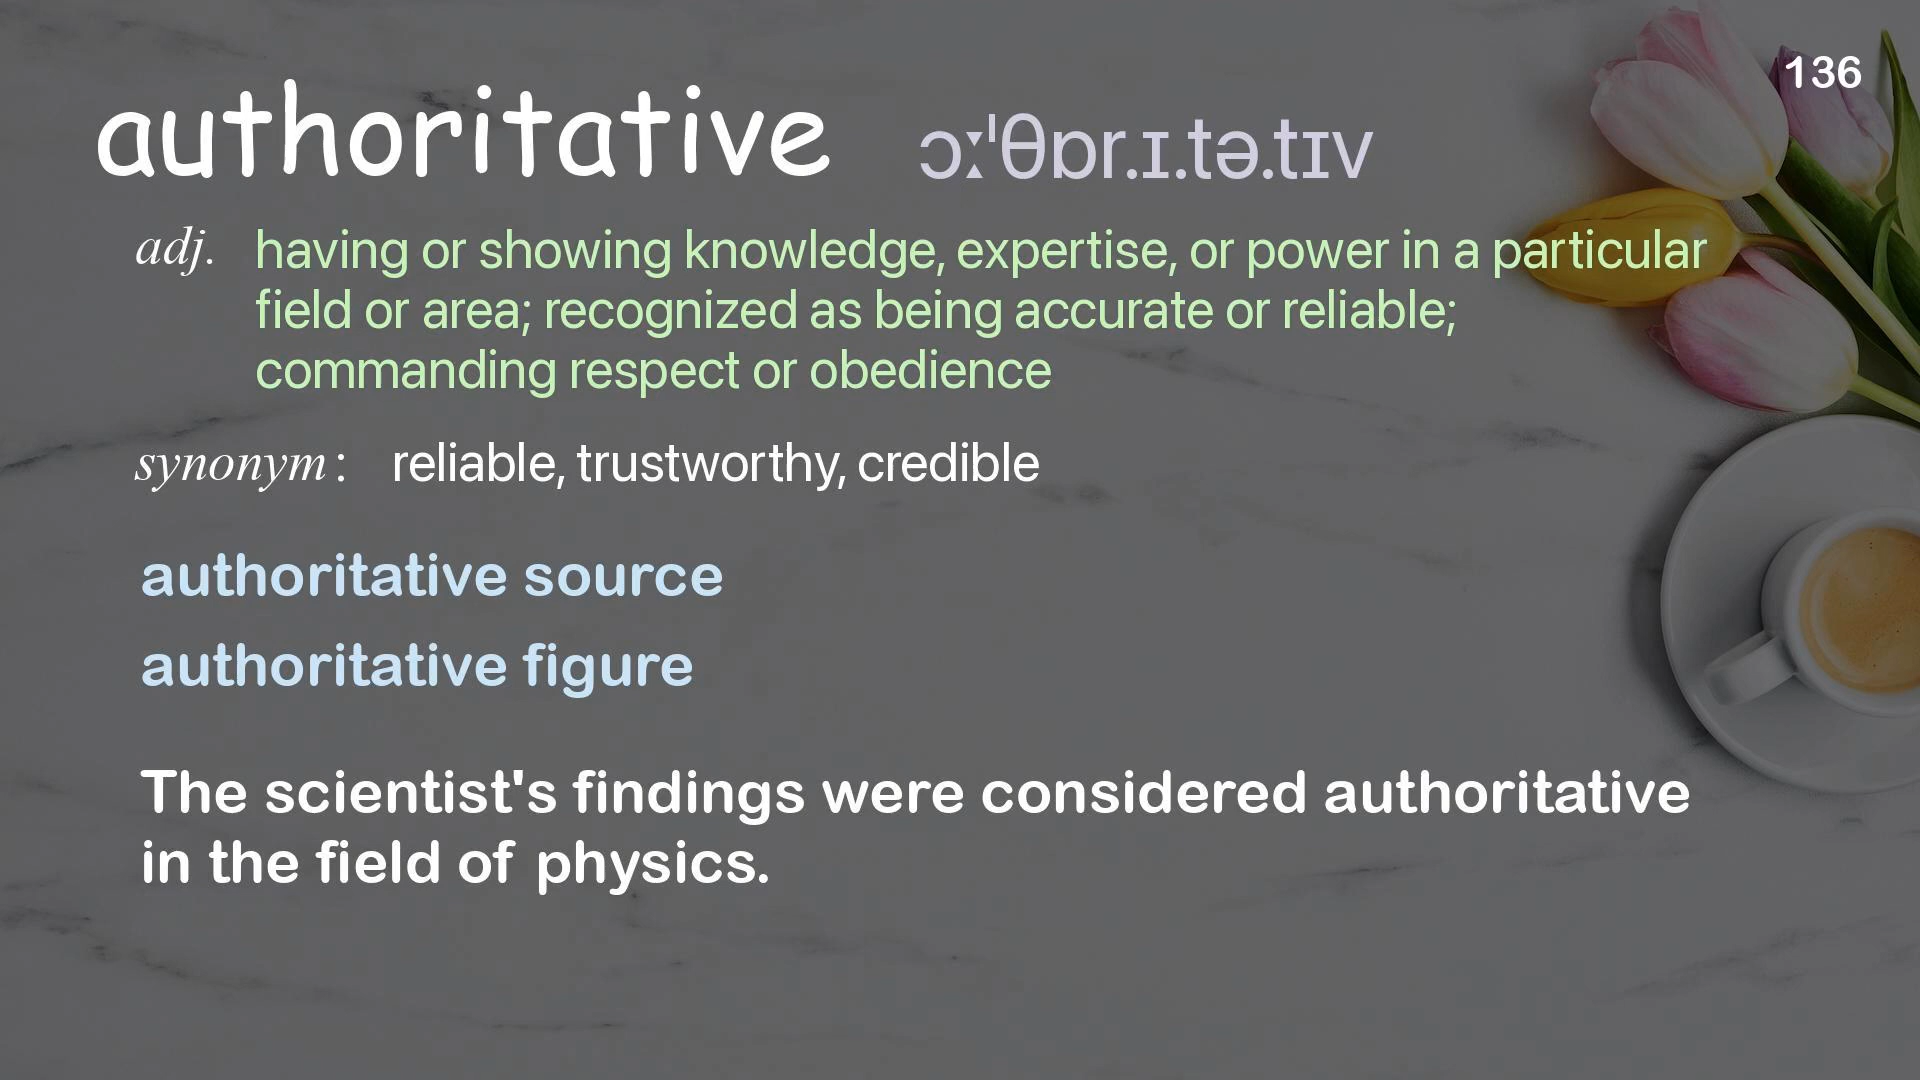 136
authoritative ɔːˈθɒr.ɪ.tə.tɪv
adj. having or showing knowledge, expertise, or power in a particular
field or area; recognized as being accurate or reliable;
commanding respect or obedience
synonym: reliable, trustworthy, credible
authoritative source
authoritative figure
The scientist's findings were considered authoritative
in the field of physics.